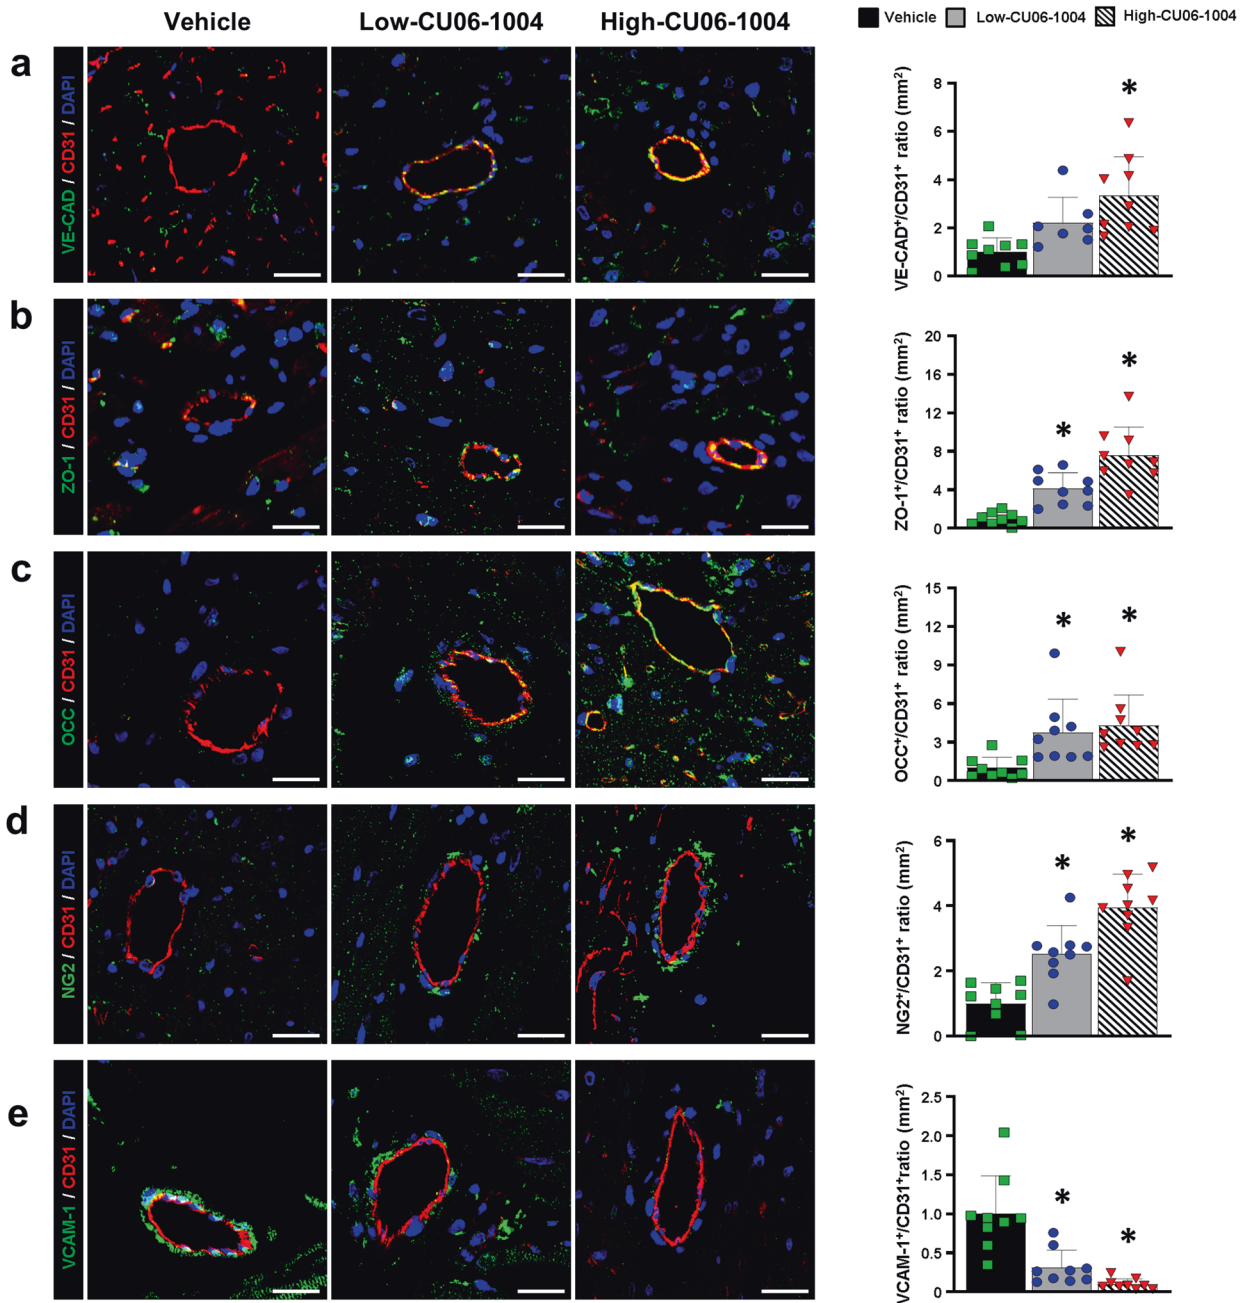 Vehicle Low-CU06-1004 High-CU06-1004
Vehicle Low-CU06-1004 High-CU06-1004
a
VE-CAD / CD31 / DAPI
VE-CAD⁺/CD31⁺ ratio (mm²)
8
6
4
2
0
*
b
ZO-1 / CD31 / DAPI
ZO-1⁺/CD31⁺ ratio (mm²)
20
16
12
8
4
0
*
*
c
OCC / CD31 / DAPI
OCC⁺/CD31⁺ ratio (mm²)
15
12
9
6
3
0
*
*
d
NG2 / CD31 / DAPI
NG2⁺/CD31⁺ ratio (mm²)
6
4
2
0
*
*
e
VCAM-1 / CD31 / DAPI
VCAM-1⁺/CD31⁺ratio (mm²)
2.5
2.0
1.5
1.0
0.5
0
*
*